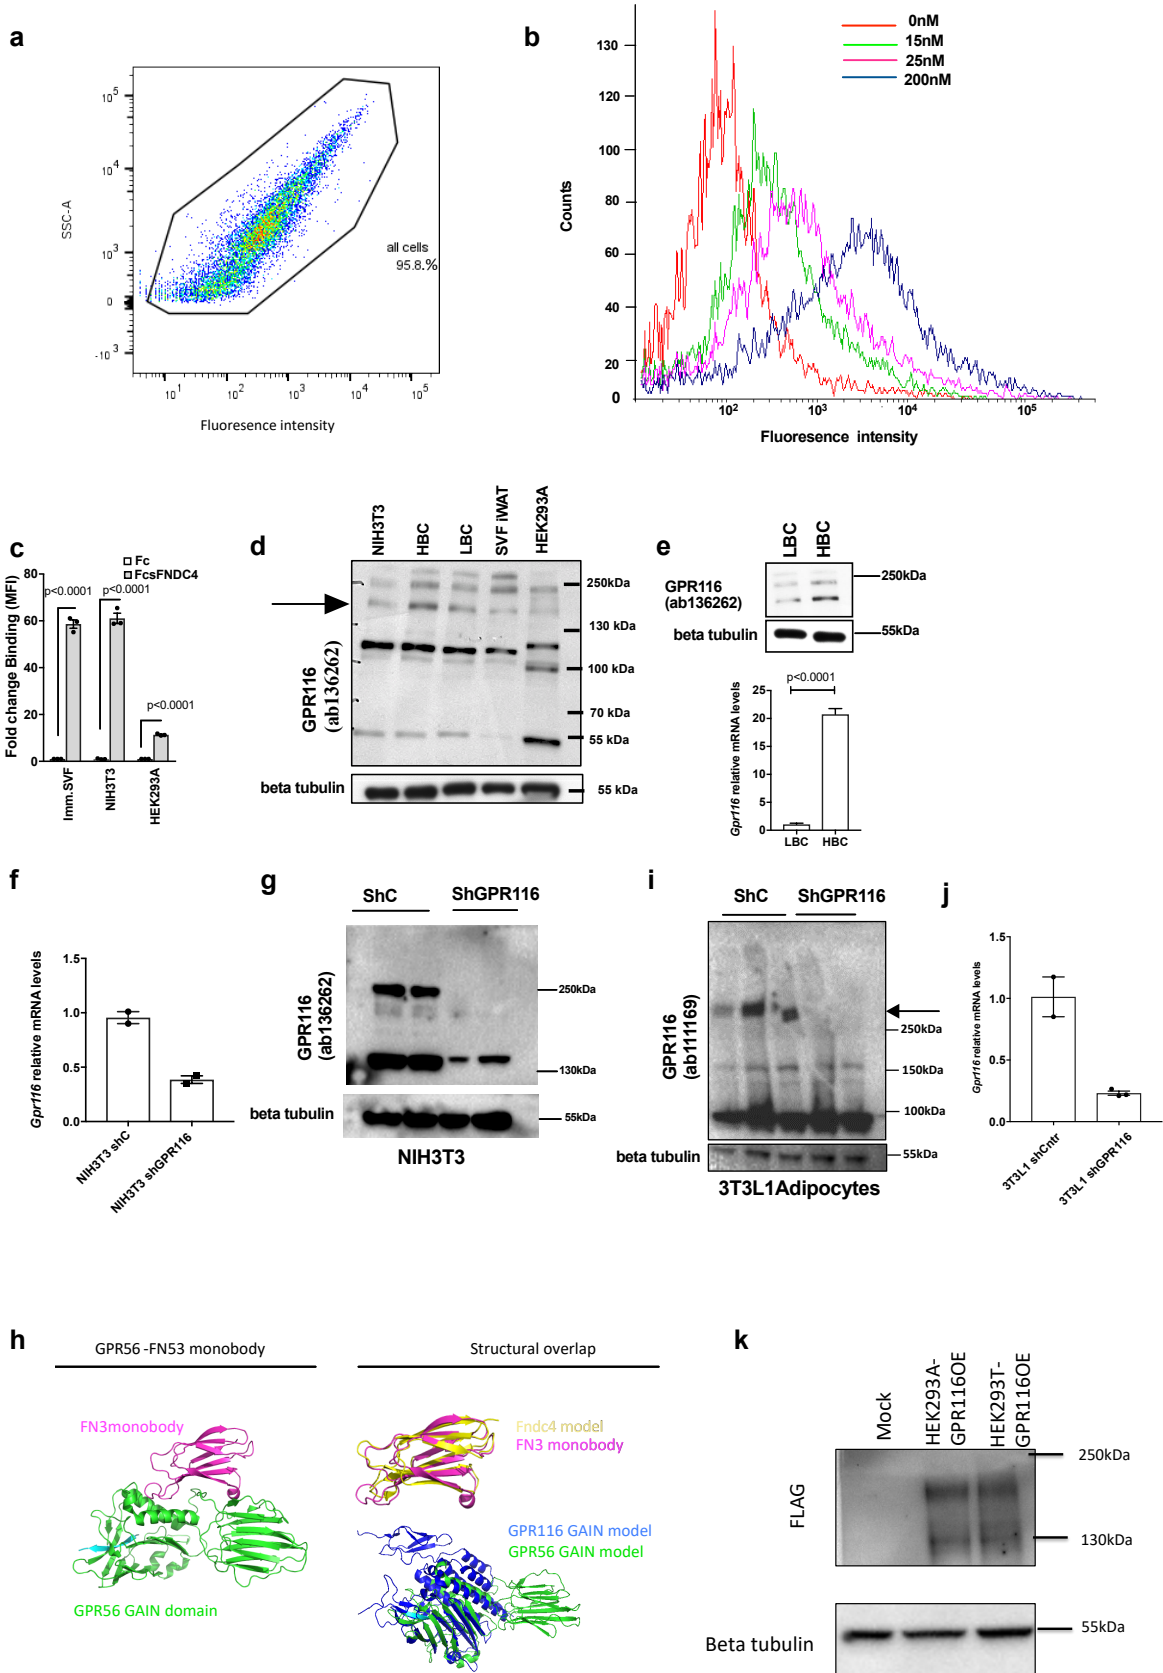 a
SSC-A
10^5
10^4
10^3
0
-10^3
10^1
10^2
10^3
10^4
10^5
all cells
95.8.%
Fluoresence intensity
b
Counts
130
120
100
80
60
40
20
0
10^2
10^3
10^4
10^5
Fluoresence intensity
0nM
15nM
25nM
200nM
c
Fold change Binding (MFI)
80
60
40
20
0
Fc
FcsFNDC4
p<0.0001
p<0.0001
p<0.0001
Imm.SVF
NIH3T3
HEK293A
d
NIH3T3
HBC
LBC
SVF iWAT
HEK293A
GPR116
(ab136262)
250kDa
130 kDa
100 kDa
70 kDa
55 kDa
beta tubulin
55 kDa
e
LBC
HBC
GPR116
(ab136262)
250kDa
beta tubulin
55kDa
Gpr116 relative mRNA levels
25
20
15
10
5
0
p<0.0001
LBC
HBC
f
Gpr116 relative mRNA levels
1.5
1.0
0.5
0.0
NIH3T3 shC
NIH3T3 shGPR116
g
ShC
ShGPR116
GPR116
(ab136262)
250kDa
130kDa
beta tubulin
55kDa
NIH3T3
i
ShC
ShGPR116
GPR116
(ab111169)
250kDa
150kDa
100kDa
beta tubulin
55kDa
3T3L1Adipocytes
j
Gpr116 relative mRNA levels
1.5
1.0
0.5
0.0
3T3L1 shCntr
3T3L1 shGPR116
h
GPR56 -FN53 monobody
Structural overlap
FN3monobody
GPR56 GAIN domain
Fndc4 model
FN3 monobody
GPR116 GAIN model
GPR56 GAIN model
k
Mock
HEK293A-
GPR116OE
HEK293T-
GPR116OE
FLAG
250kDa
130kDa
Beta tubulin
55kDa